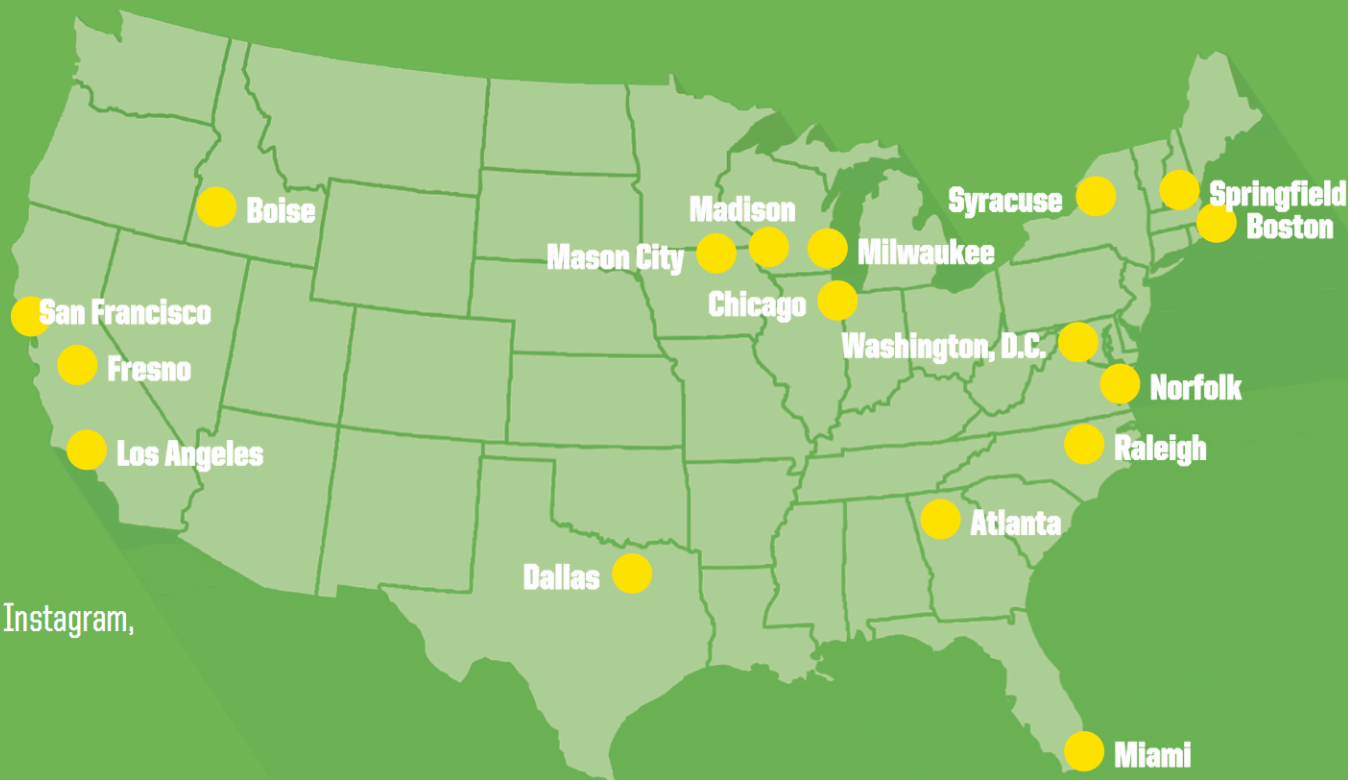 Springfield
Syracuse
Boston
Boise
Madison
Mason City
Milwaukee
Chicago
San Francisco
Washington, D.C.
Fresno
Norfolk
Los Angeles
Raleigh
Atlanta
Dallas
Instagram,
Miami